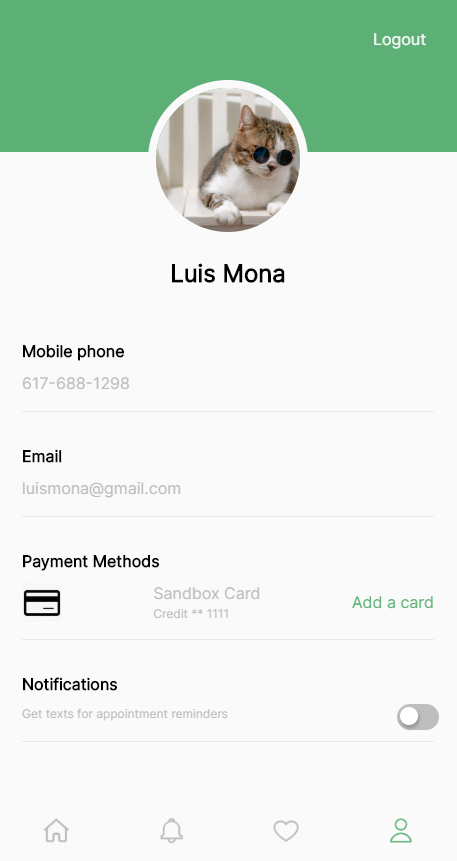 Logout
Luis Mona
Mobile phone
617-688-1298
Email
luismona@gmail.com
Payment Methods
Sandbox Card
Credit ** 1111
Add a card
Notifications
Get texts for appointment reminders